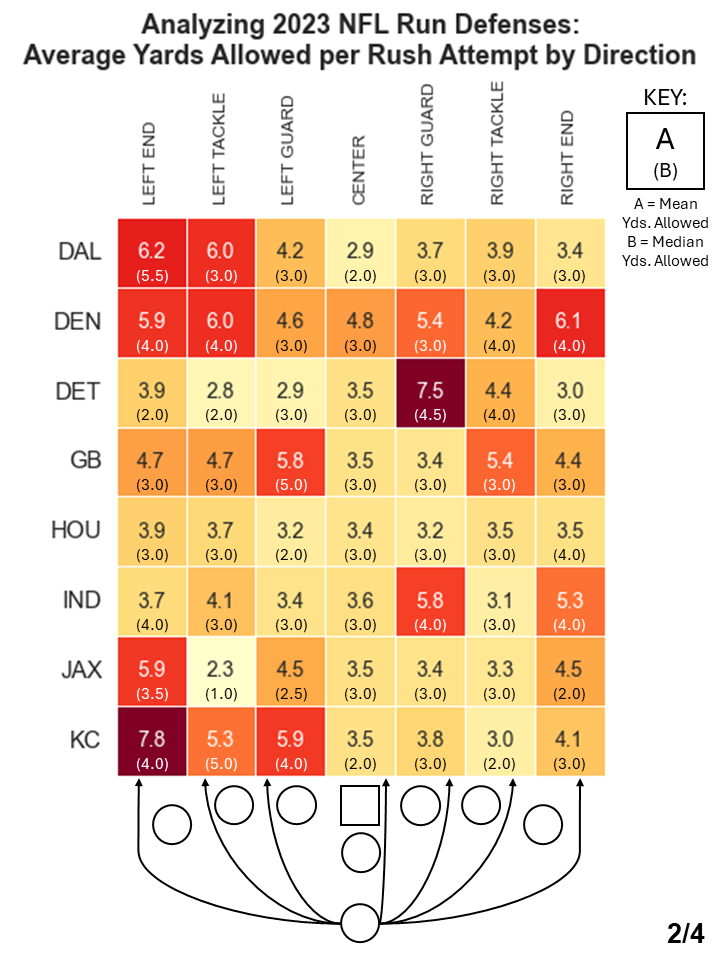 Analyzing 2023 NFL Run Defenses:
Average Yards Allowed per Rush Attempt by Direction
KEY:
A
(B)
A = Mean
Yds. Allowed
B = Median
Yds. Allowed
LEFT END
LEFT TACKLE
LEFT GUARD
CENTER
RIGHT GUARD
RIGHT TACKLE
RIGHT END
DAL 6.2 6.0 4.2 2.9 3.7 3.9 3.4
(5.5) (3.0) (3.0) (2.0) (3.0) (3.0) (3.0)
DEN 5.9 6.0 4.6 4.8 5.4 4.2 6.1
(4.0) (4.0) (3.0) (3.0) (3.0) (4.0) (4.0)
DET 3.9 2.8 2.9 3.5 7.5 4.4 3.0
(2.0) (2.0) (3.0) (3.0) (4.5) (4.0) (3.0)
GB 4.7 4.7 5.8 3.5 3.4 5.4 4.4
(3.0) (3.0) (5.0) (3.0) (3.0) (3.0) (3.0)
HOU 3.9 3.7 3.2 3.4 3.2 3.5 3.5
(3.0) (3.0) (2.0) (3.0) (3.0) (3.0) (4.0)
IND 3.7 4.1 3.4 3.6 5.8 3.1 5.3
(4.0) (3.0) (3.0) (3.0) (4.0) (3.0) (4.0)
JAX 5.9 2.3 4.5 3.5 3.4 3.3 4.5
(3.5) (1.0) (2.5) (3.0) (3.0) (3.0) (2.0)
KC 7.8 5.3 5.9 3.5 3.8 3.0 4.1
(4.0) (5.0) (4.0) (2.0) (3.0) (2.0) (3.0)
2/4